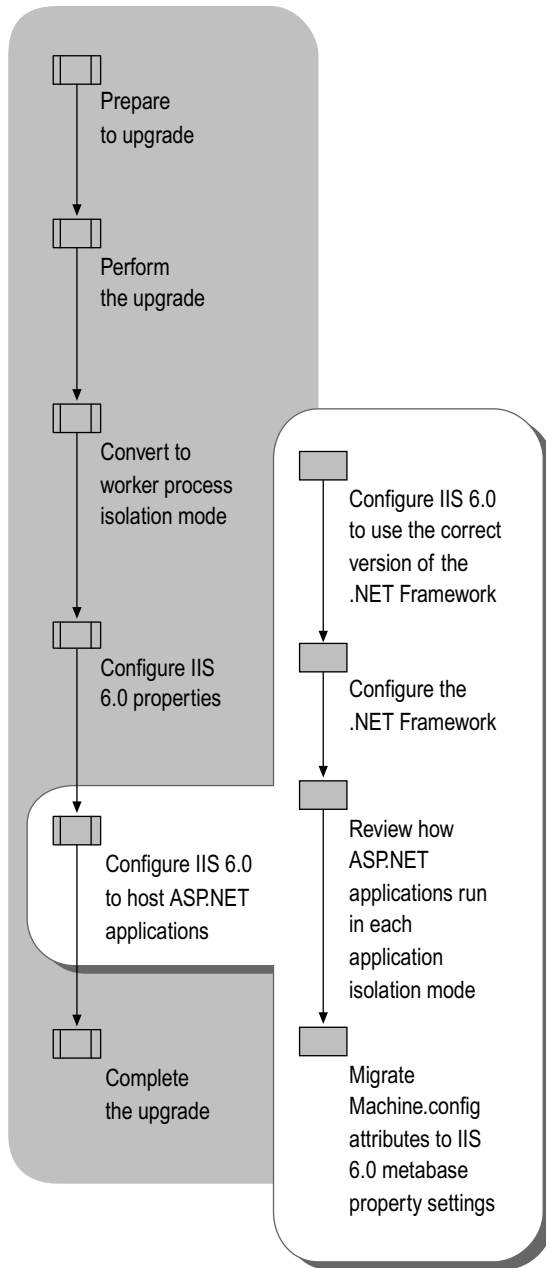 Prepare
to upgrade
Perform
the upgrade
Convert to
worker process
isolation mode
Configure IIS
6.0 properties
Configure IIS 6.0
to host ASP.NET
applications
Complete
the upgrade
Configure IIS 6.0
to use the correct
version of the
.NET Framework
Configure the
.NET Framework
Review how
ASP.NET
applications run
in each
application
isolation mode
Migrate
Machine.config
attributes to IIS
6.0 metabase
property settings